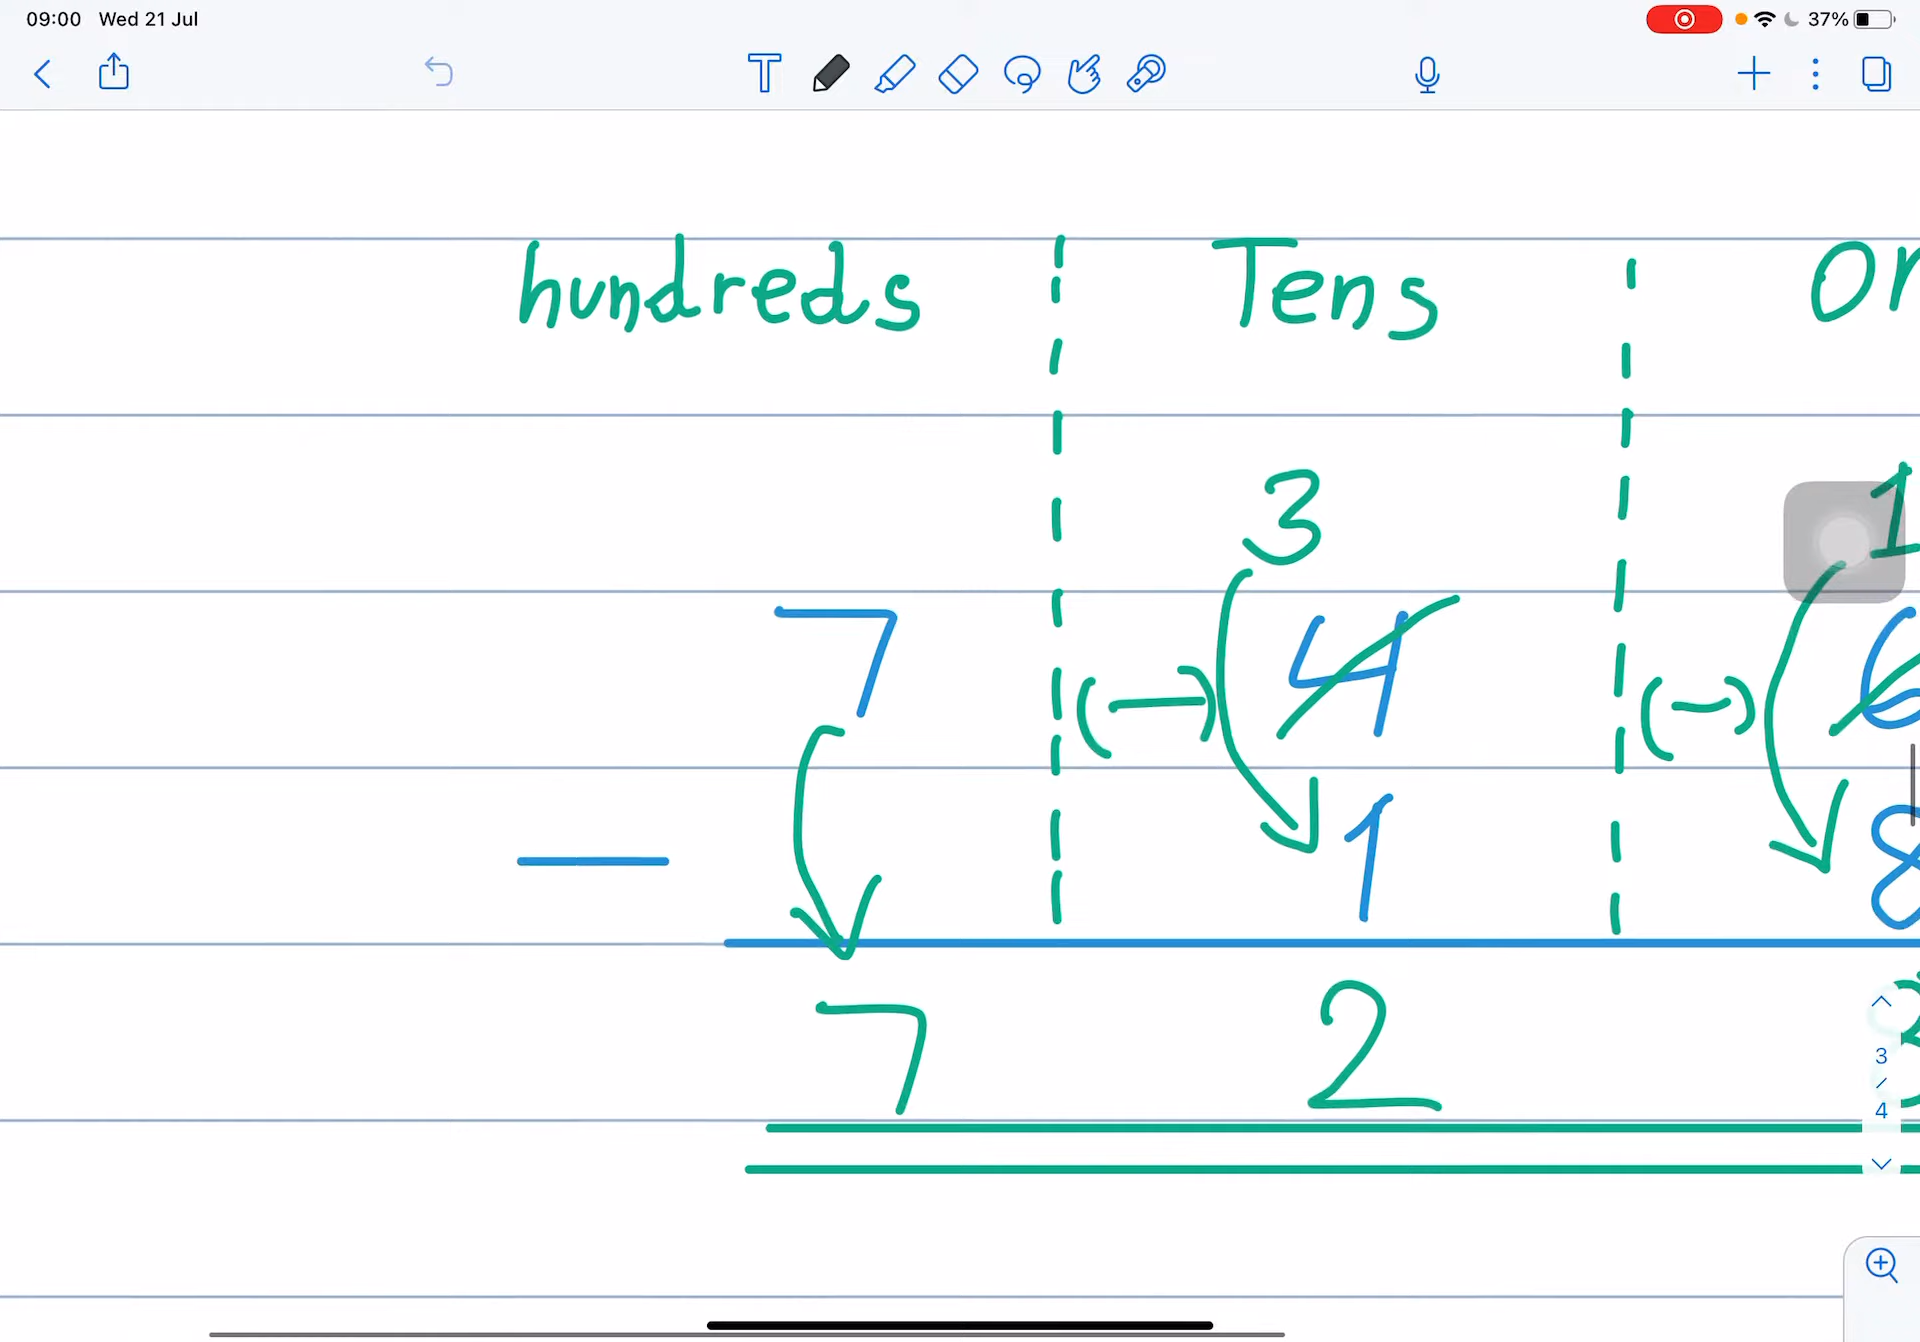 09:00 Wed 21 Jul 37%
T
hundreds Tens
3 1
7 (-) 4 (-) 6
- 1 8
7 2
3
/
4